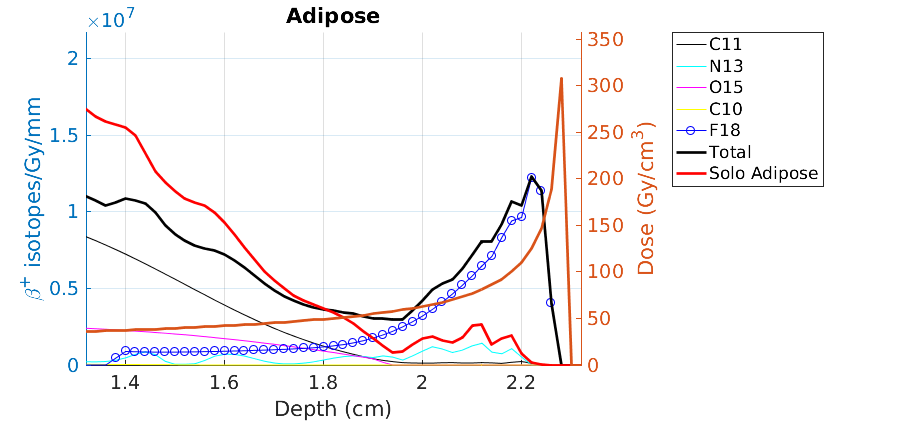 Adipose
×10⁷
2
1.5
1
0.5
0
β⁺ isotopes/Gy/mm
1.4
1.6
1.8
2
2.2
Depth (cm)
350
300
250
200
150
100
50
0
Dose (Gy/cm³)
C11
N13
O15
C10
F18
Total
Solo Adipose